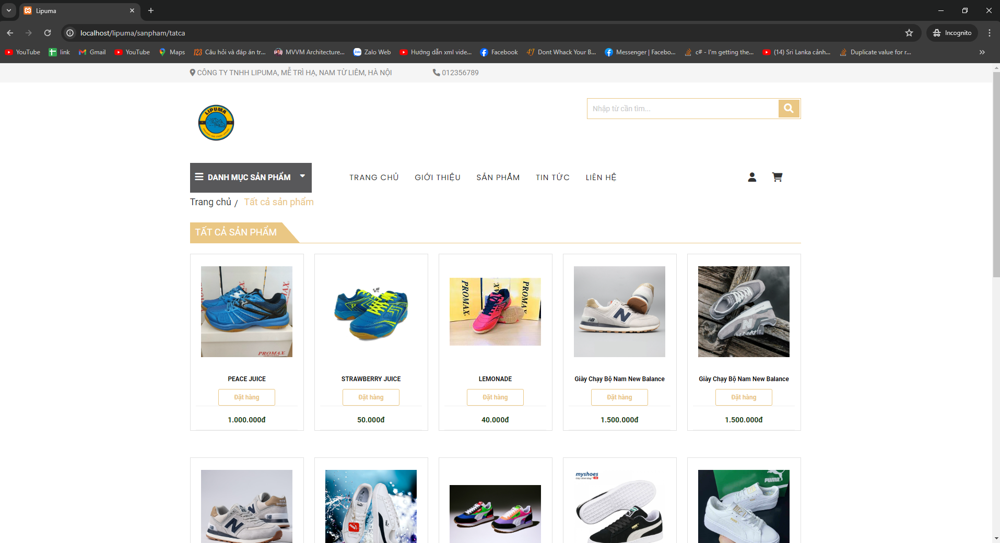 Lipuma
localhost/lipuma/sanpham/tatca
Incognito
YouTube
link
Gmail
YouTube
Maps
Câu hỏi và đáp án tr...
MVVM Architecture...
Zalo Web
Hướng dẫn xml vide...
Facebook
Dont Whack Your B...
Messenger | Facebo...
c# - I'm getting the...
(14) Sri Lanka cảnh...
Duplicate value for r...
CÔNG TY TNHH LIPUMA, MỄ TRÌ HẠ, NAM TỪ LIÊM, HÀ NỘI
012356789
LIPUMA
Nhập từ cần tìm...
DANH MỤC SẢN PHẨM
TRANG CHỦ
GIỚI THIỆU
SẢN PHẨM
TIN TỨC
LIÊN HỆ
Trang chủ / Tất cả sản phẩm
TẤT CẢ SẢN PHẨM
PROMAX
PROMAX.
PROMAX.
PROMAX.
PEACE JUICE
STRAWBERRY JUICE
LEMONADE
Giày Chạy Bộ Nam New Balance
Giày Chạy Bộ Nam New Balance
Đặt hàng
Đặt hàng
Đặt hàng
Đặt hàng
Đặt hàng
1.000.000đ
50.000đ
40.000đ
1.500.000đ
1.500.000đ
myshoes
PUMA